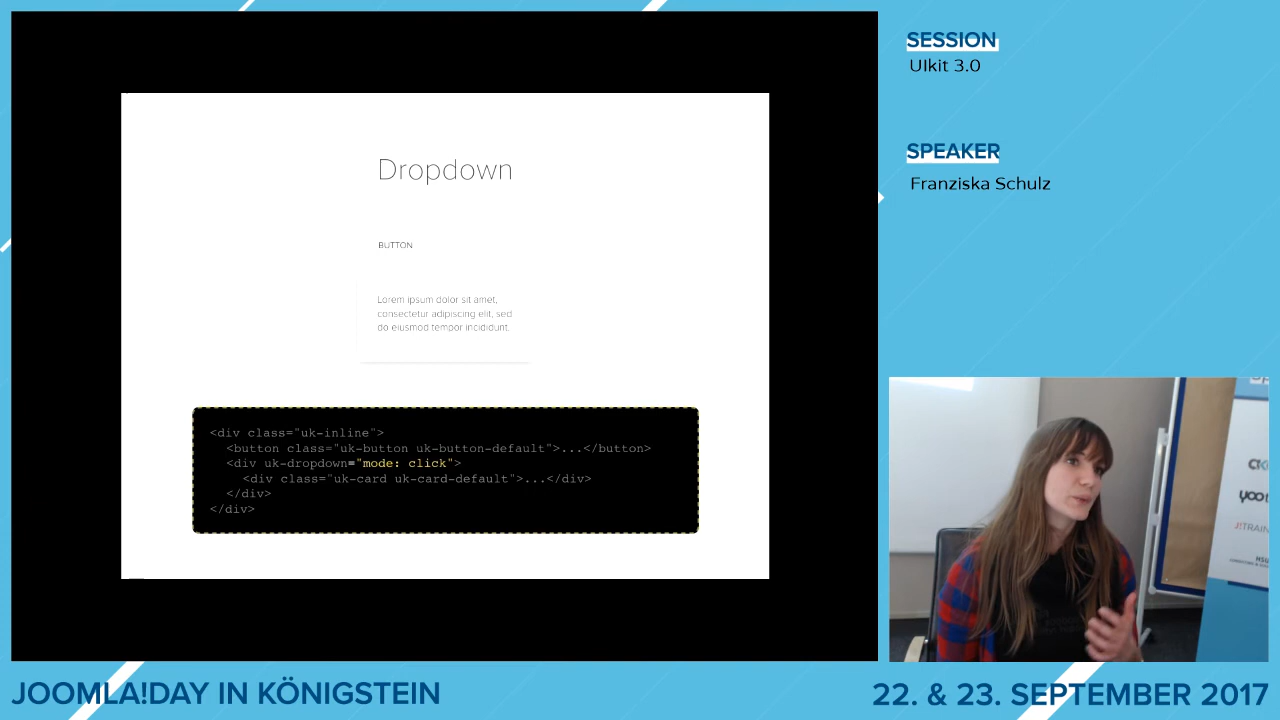 SESSION
UIkit 3.0
SPEAKER
Franziska Schulz
Dropdown
BUTTON
Lorem ipsum dolor sit amet,
consectetur adipiscing elit, sed
do eiusmod tempor incididunt.
<div class="uk-inline">
<button class="uk-button uk-button-default">...</button>
<div uk-dropdown="mode: click">
<div class="uk-card uk-card-default">...</div>
</div>
</div>
JOOMLA!DAY IN KÖNIGSTEIN
22. & 23. SEPTEMBER 2017